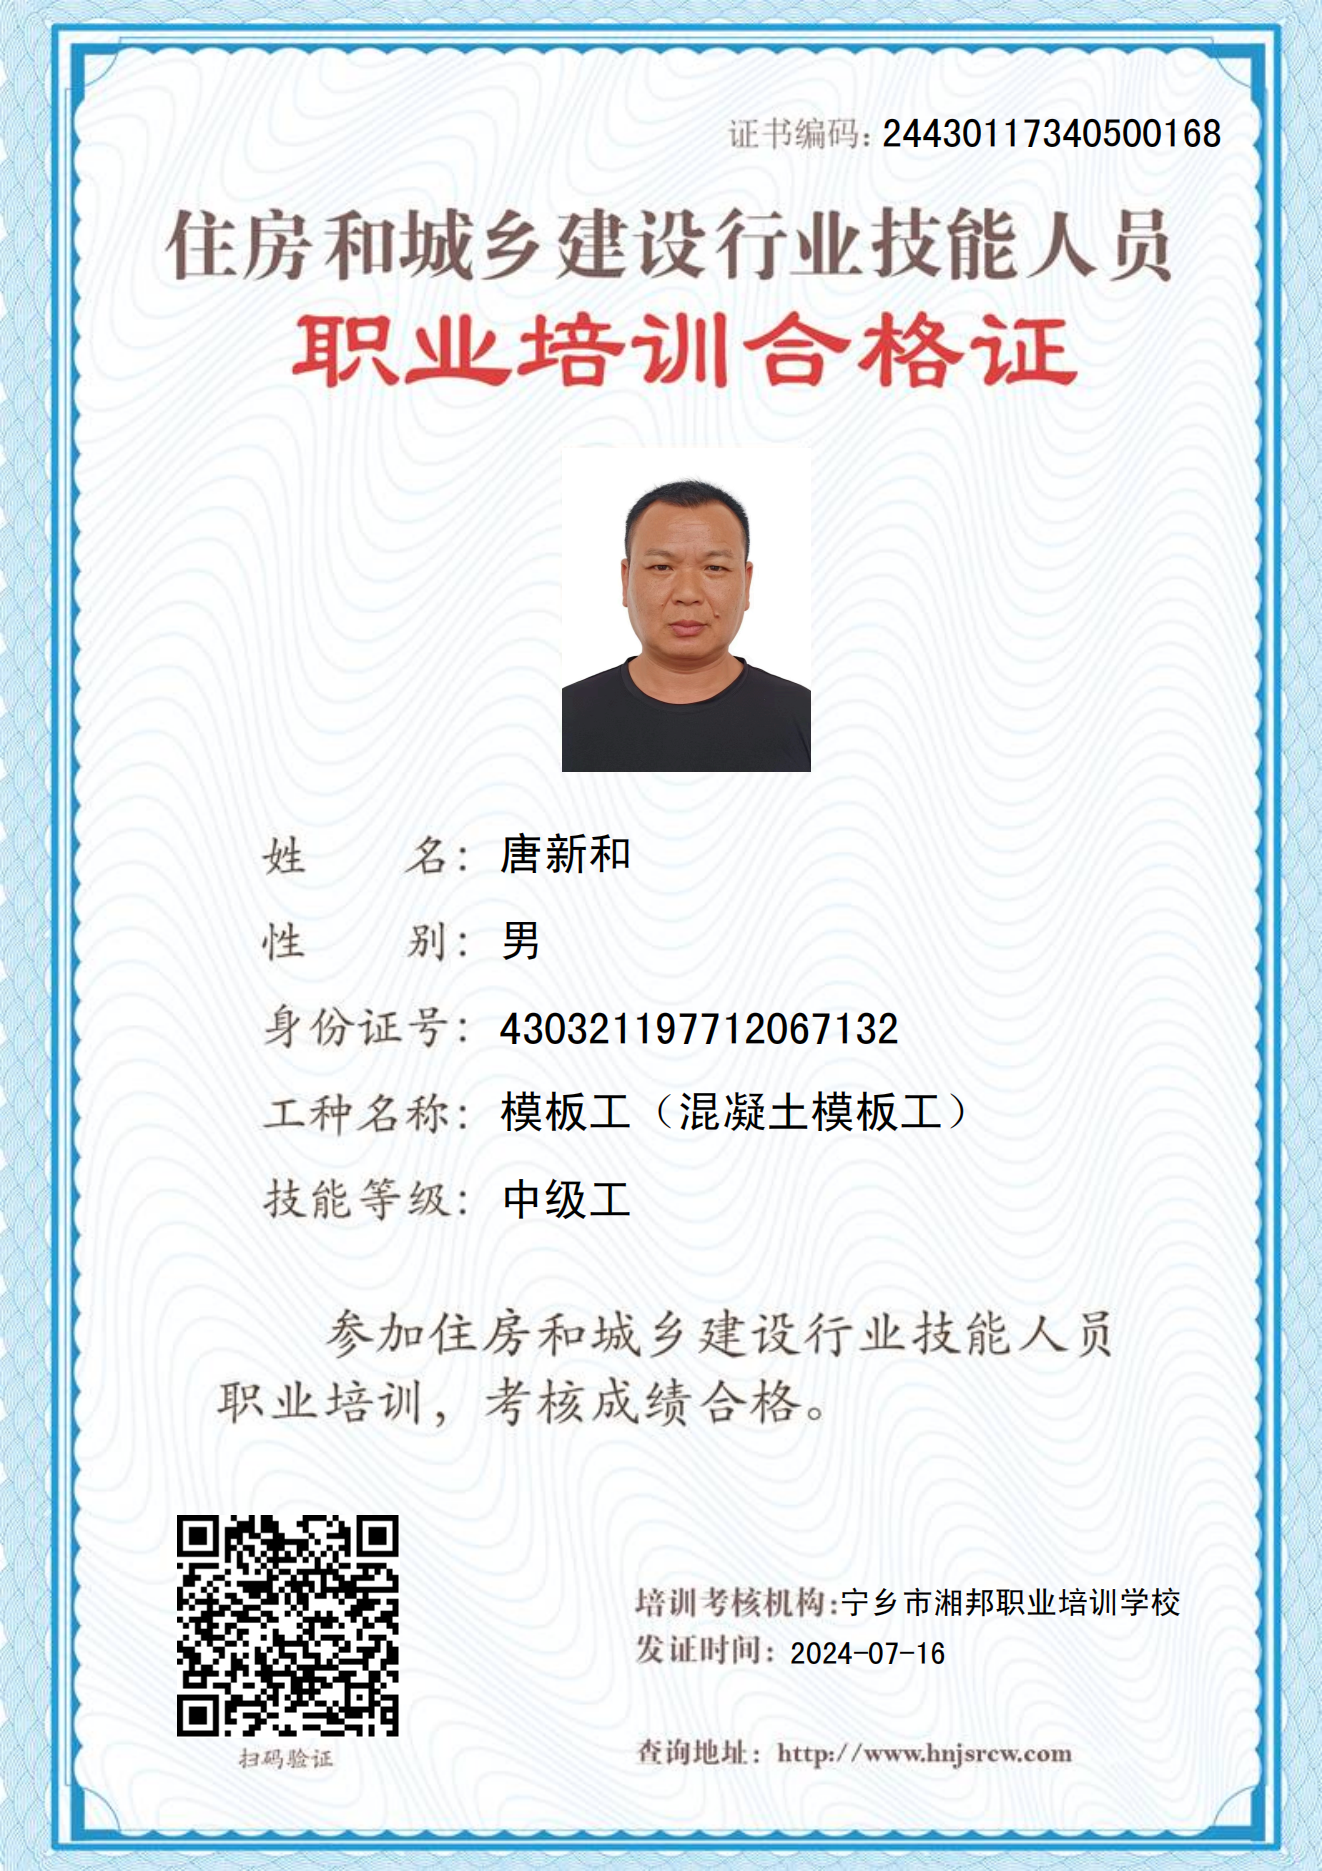 证书编码: 24430117340500168
住房和城乡建设行业技能人员
职业培训合格证
姓 名: 唐新和
性 别: 男
身份证号: 430321197712067132
工种名称: 模板工（混凝土模板工）
技能等级: 中级工
参加住房和城乡建设行业技能人员
职业培训，考核成绩合格。
培训考核机构:宁乡市湘邦职业培训学校
发证时间: 2024-07-16
扫码验证
查询地址: http://www.hnjsrcw.com